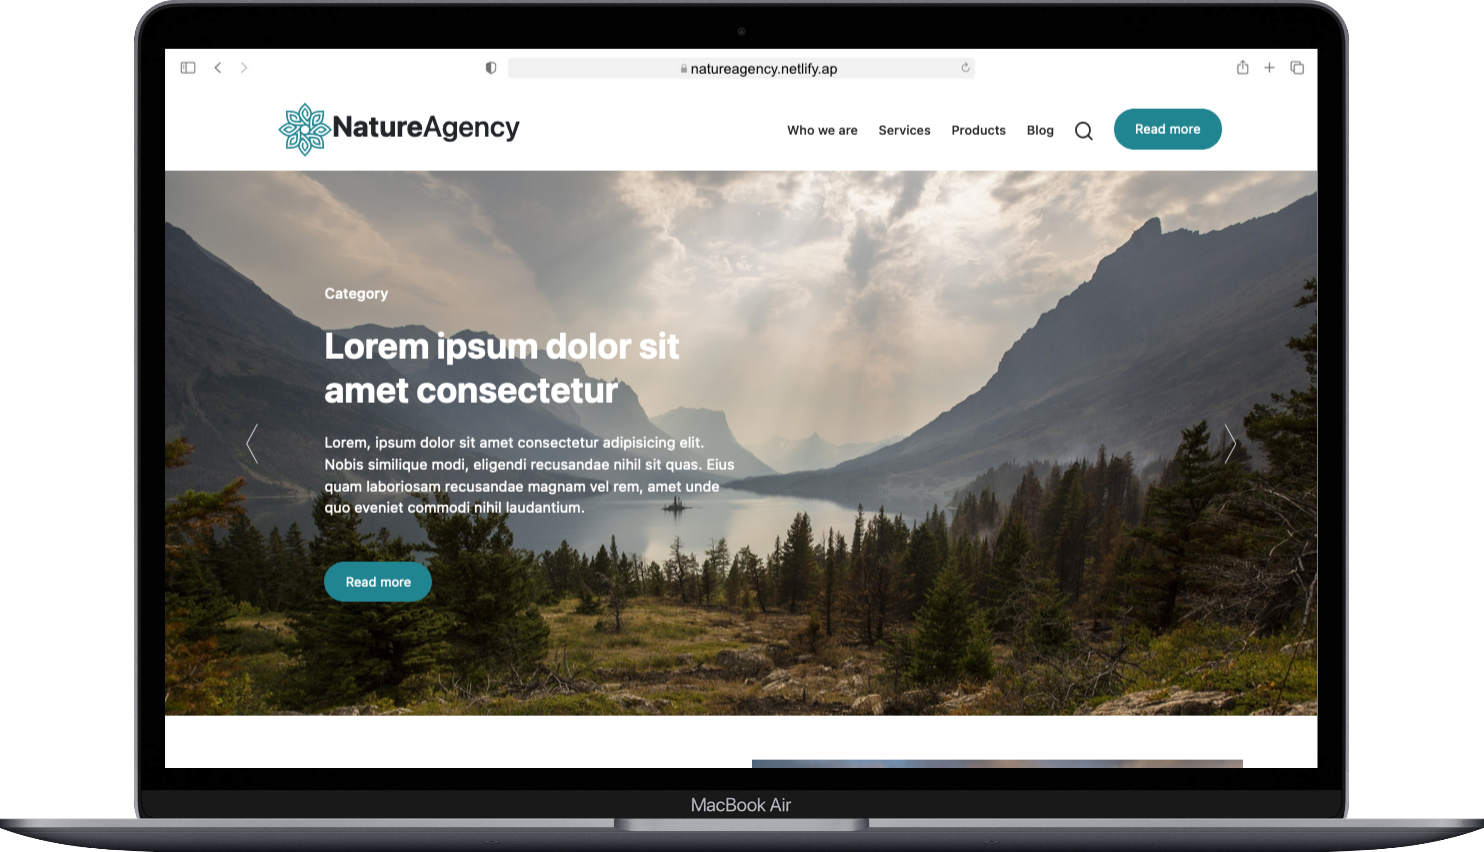 natureagency.netlify.ap
NatureAgency
Who we are
Services
Products
Blog
Read more
Category
Lorem ipsum dolor sit
amet consectetur
Lorem, ipsum dolor sit amet consectetur adipisicing elit.
Nobis similique modi, eligendi recusandae nihil sit quas. Eius
quam laboriosam recusandae magnam vel rem, amet unde
quo eveniet commodi nihil laudantium.
Read more
MacBook Air